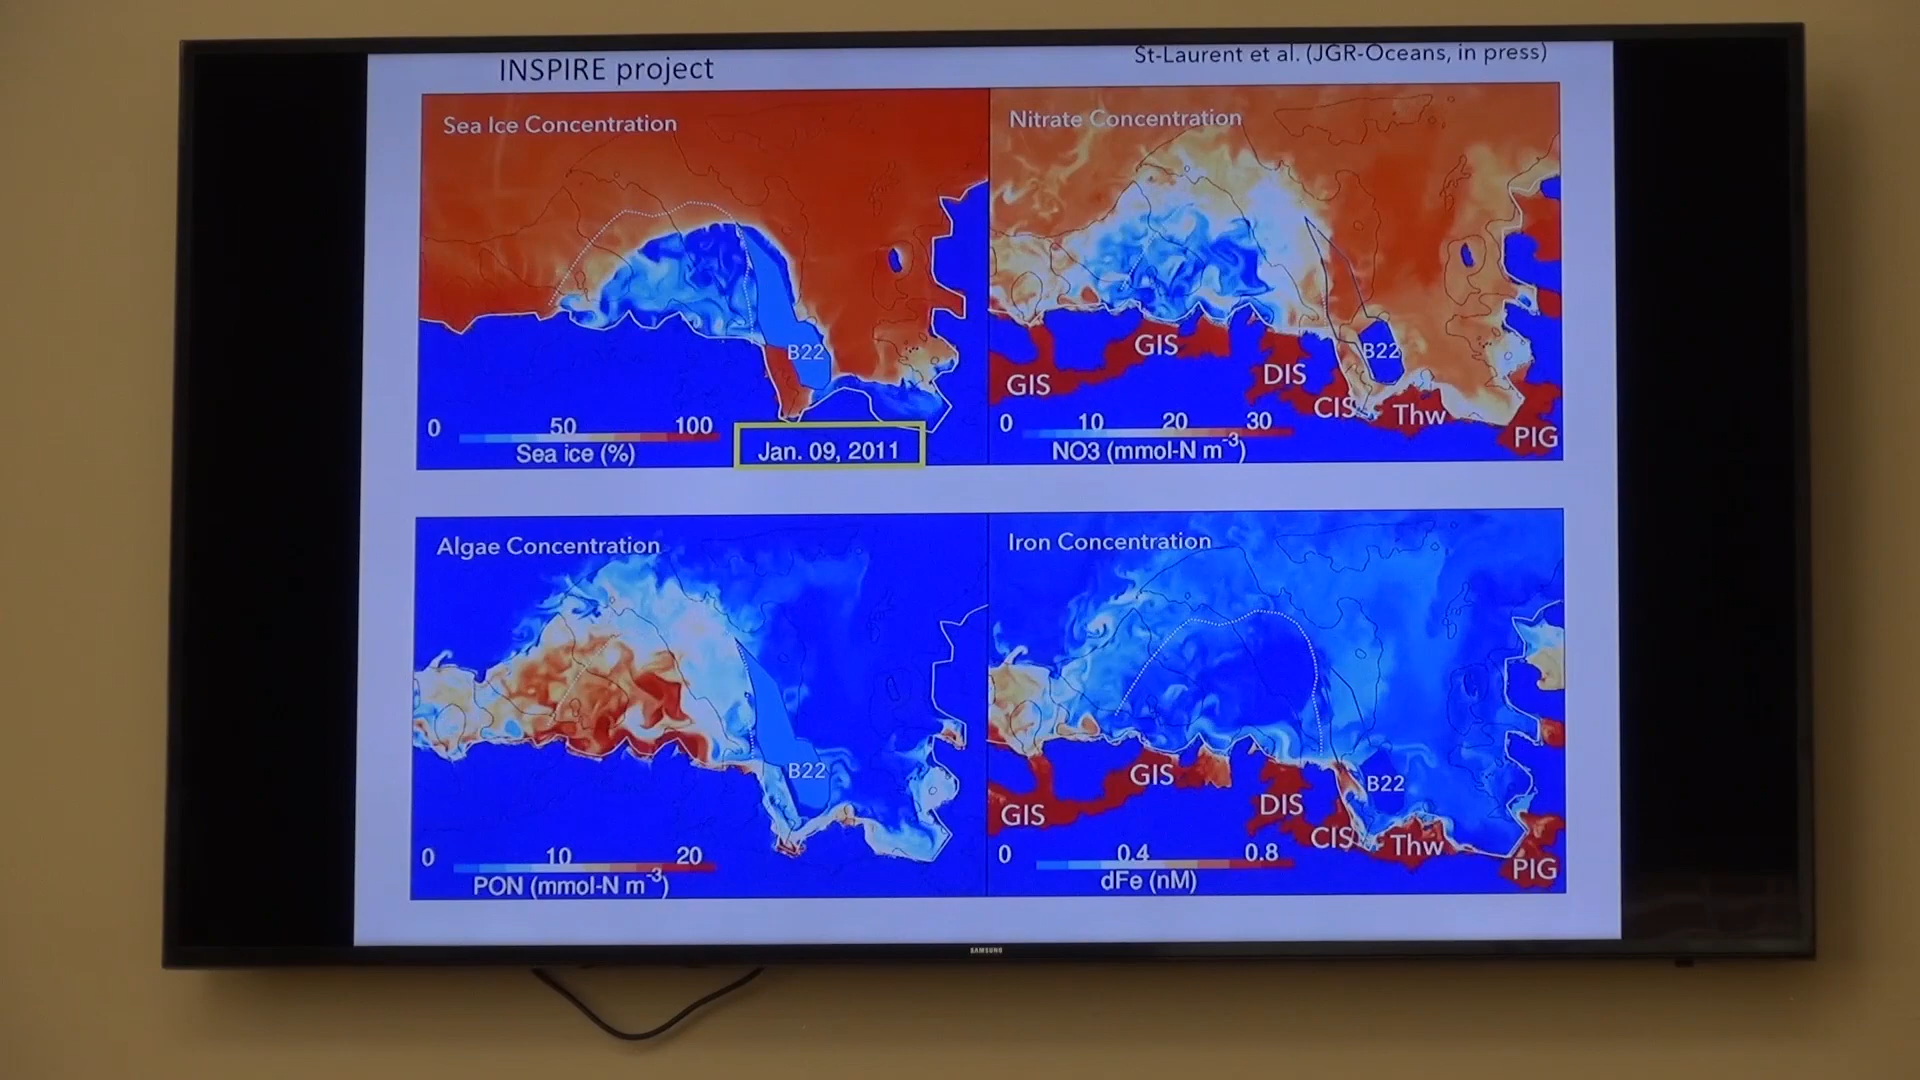 INSPIRE project
St-Laurent et al. (JGR-Oceans, in press)
Sea Ice Concentration
B22
0 50 100
Sea ice (%)
Jan. 09, 2011
Nitrate Concentration
GIS
GIS
DIS
B22
CIS
Thw
PIG
0 10 20 30
NO3 (mmol-N m⁻³)
Algae Concentration
B22
0 10 20
PON (mmol-N m⁻³)
Iron Concentration
GIS
GIS
DIS
B22
CIS
Thw
PIG
0 0.4 0.8
dFe (nM)
SAMSUNG